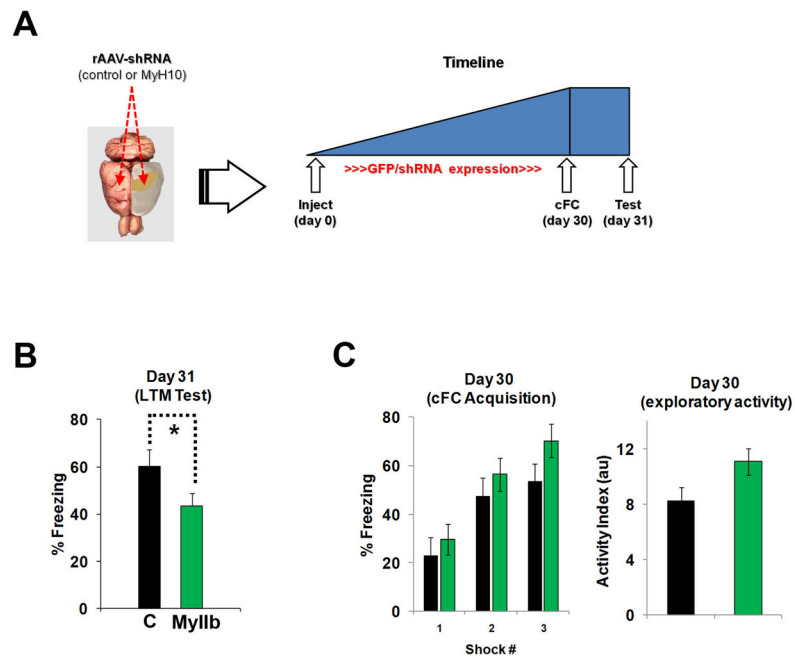 A
rAAV-shRNA
(control or MyH10)
Timeline
>>>GFP/shRNA expression>>>
Inject
(day 0)
cFC
(day 30)
Test
(day 31)
B
Day 31
(LTM Test)
80
60
40
20
0
% Freezing
*
C
MyIIb
C
Day 30
(cFC Acquisition)
80
60
40
20
0
% Freezing
1
2
3
Shock #
Day 30
(exploratory activity)
12
8
4
0
Activity Index (au)